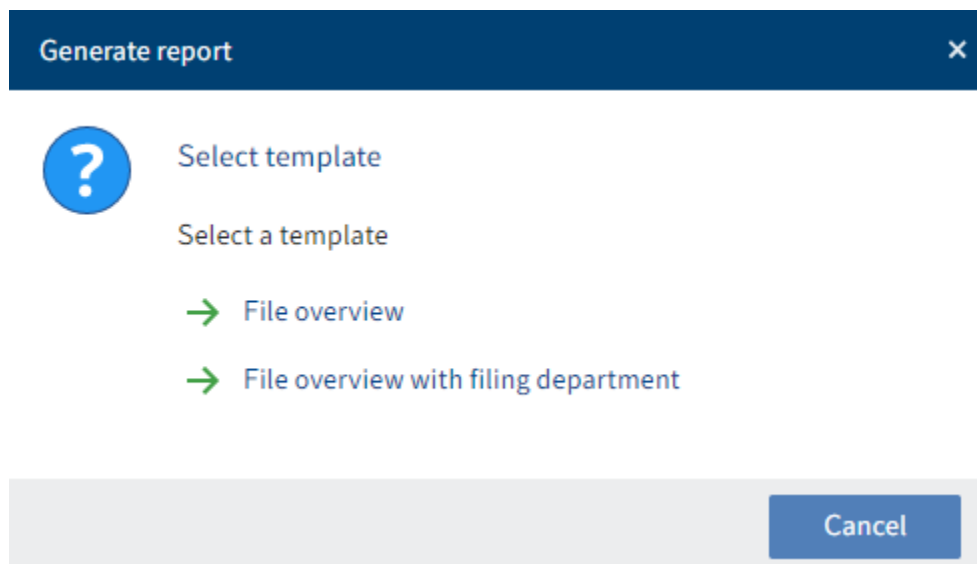 Generate report
Select template
Select a template
File overview
File overview with filing department
Cancel